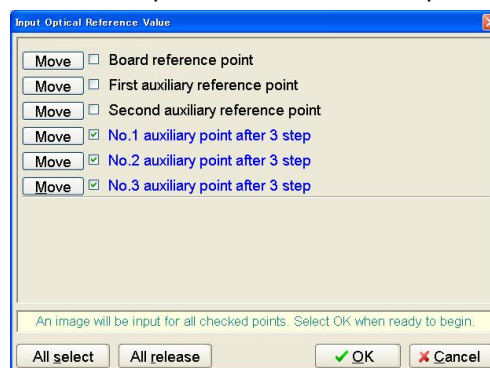 Input Optical Reference Value
Move Board reference point
Move First auxiliary reference point
Move Second auxiliary reference point
Move No.1 auxiliary point after 3 step
Move No.2 auxiliary point after 3 step
Move No.3 auxiliary point after 3 step
An image will be input for all checked points. Select OK when ready to begin.
All select All release OK Cancel